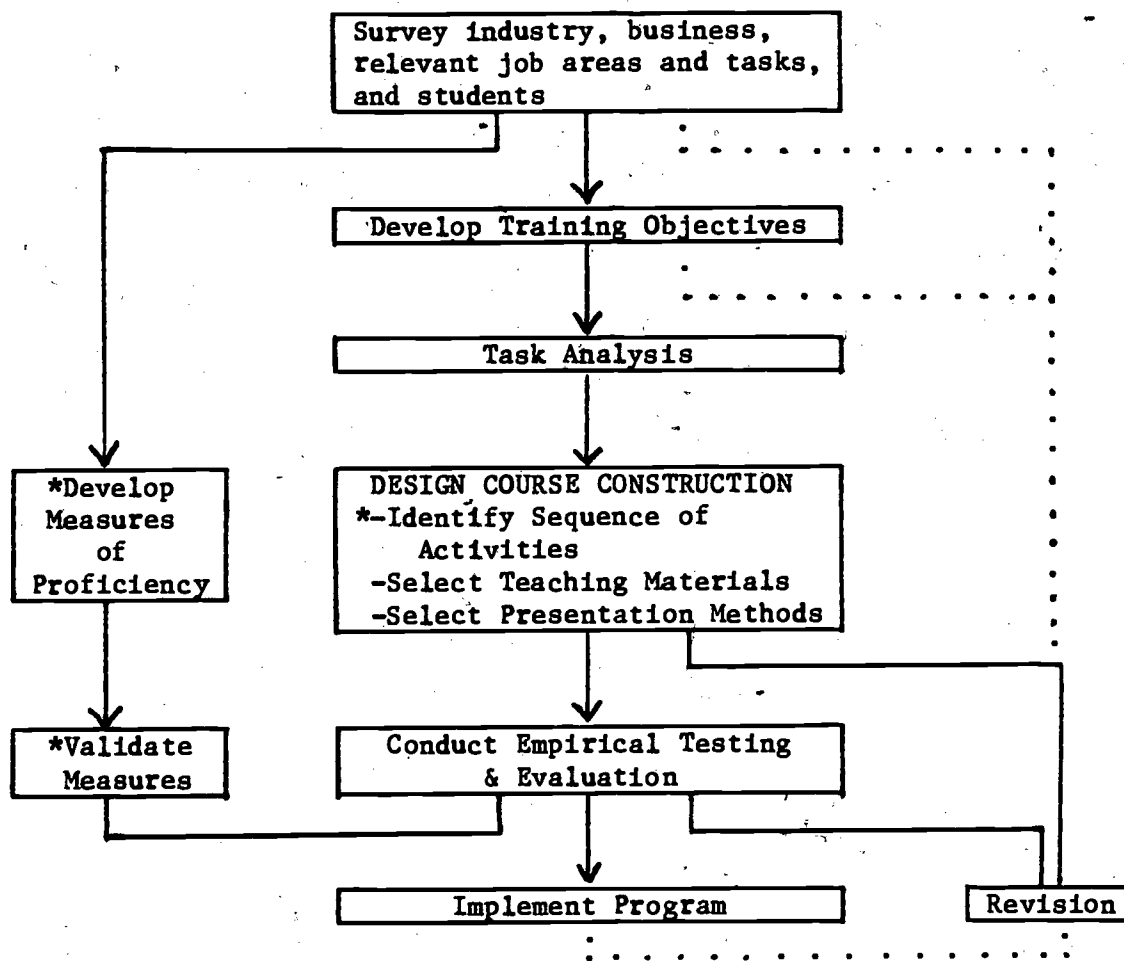 Survey industry, business,
relevant job areas and tasks,
and students
Develop Training Objectives
Task Analysis
*Develop
Measures
of
Proficiency
DESIGN COURSE CONSTRUCTION
*-Identify Sequence of
Activities
-Select Teaching Materials
-Select Presentation Methods
*Validate
Measures
Conduct Empirical Testing
& Evaluation
Implement Program
Revision